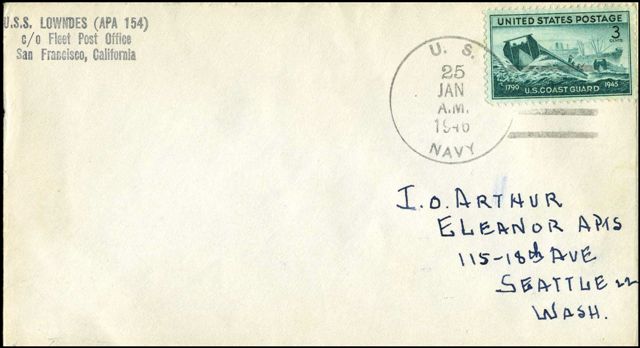 U.S.S. LOWNDES (APA 154)
c/o Fleet Post Office
San Francisco, California
UNITED STATES POSTAGE
3
CENTS
1790 1945
U.S. COAST GUARD
U. S.
25
JAN
A.M.
1946
NAVY
I.O. ARTHUR
ELEANOR APTS
115-18th AVE
SEATTLE 22
WASH.